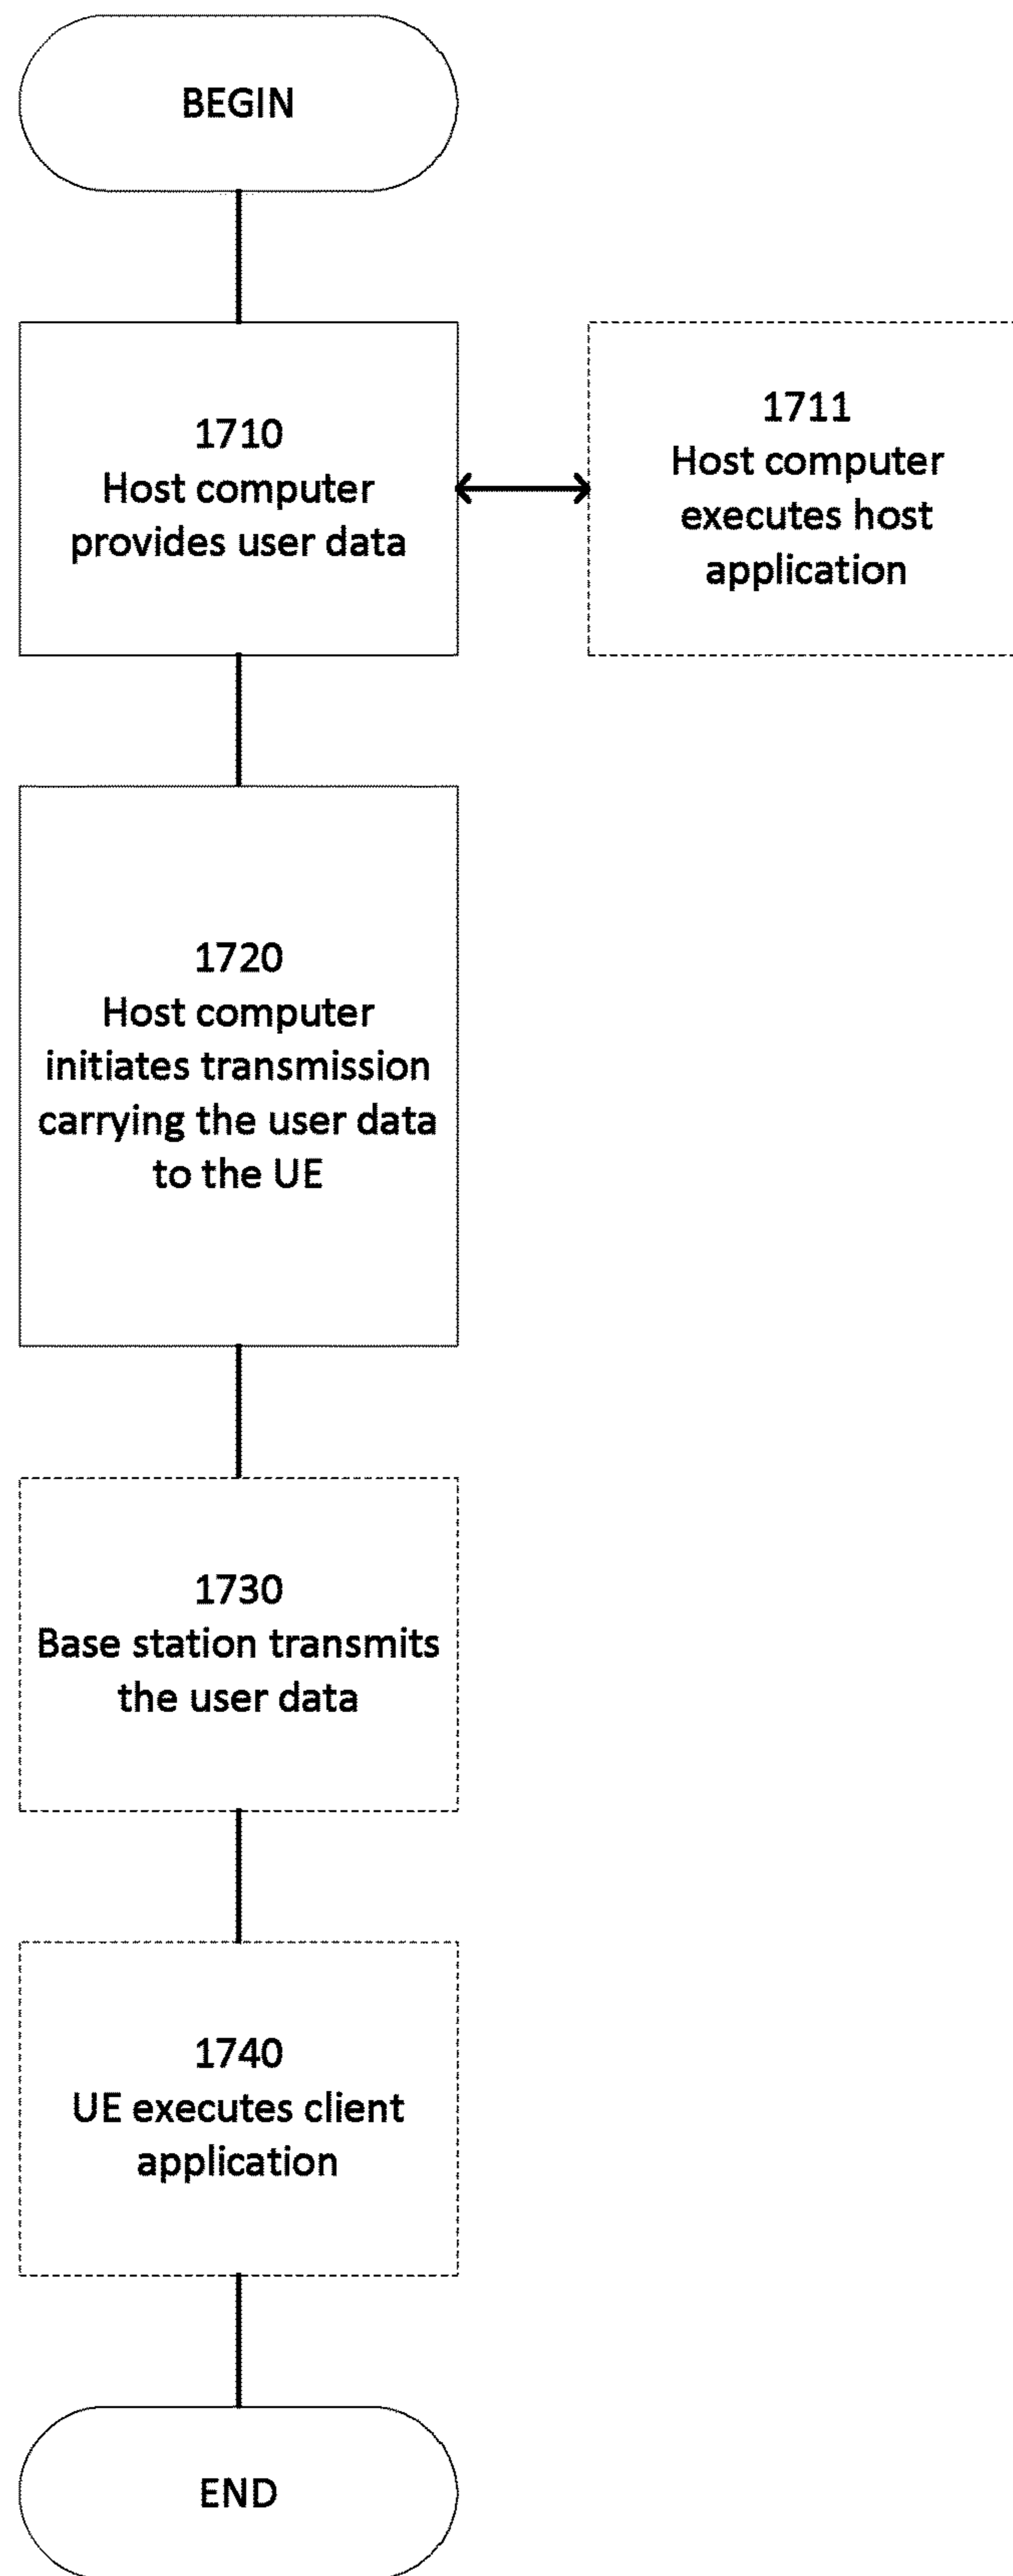 BEGIN
1710
Host computer
provides user data
1711
Host computer
executes host
application
1720
Host computer
initiates transmission
carrying the user data
to the UE
1730
Base station transmits
the user data
1740
UE executes client
application
END